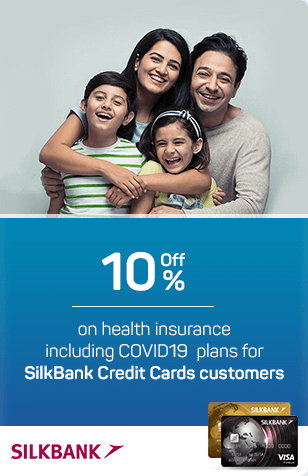 10% Off
on health insurance
including COVID19 plans for
SilkBank Credit Cards customers
SILKBANK
SILKBANK
VISA
SILKBANK